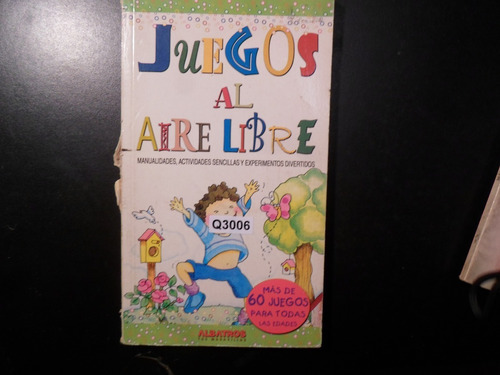 JUEGOS
AL
AIRE LIBRE
MANUALIDADES, ACTIVIDADES SENCILLAS Y EXPERIMENTOS DIVERTIDOS
Q3006
MÁS DE
60 JUEGOS
PARA TODAS
LAS EDADES
ALBATROS